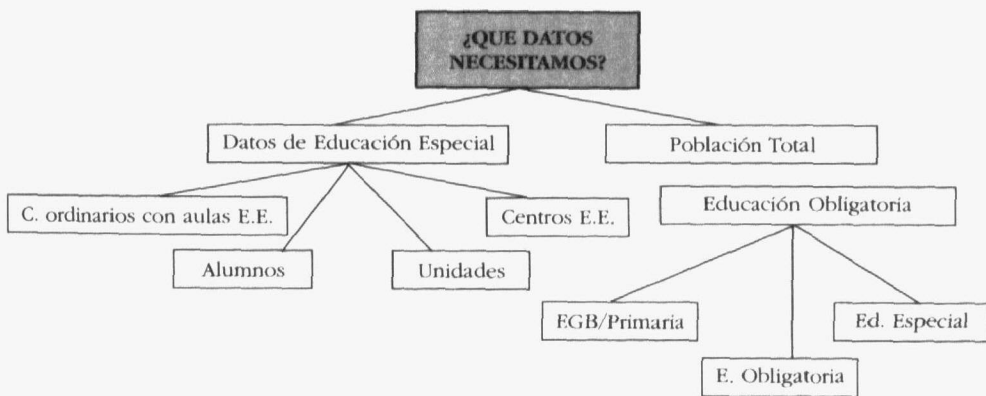 ¿QUE DATOS
NECESITAMOS?
Datos de Educación Especial
Población Total
C. ordinarios con aulas E.E.
Centros E.E.
Educación Obligatoria
Alumnos
Unidades
EGB/Primaria
Ed. Especial
E. Obligatoria